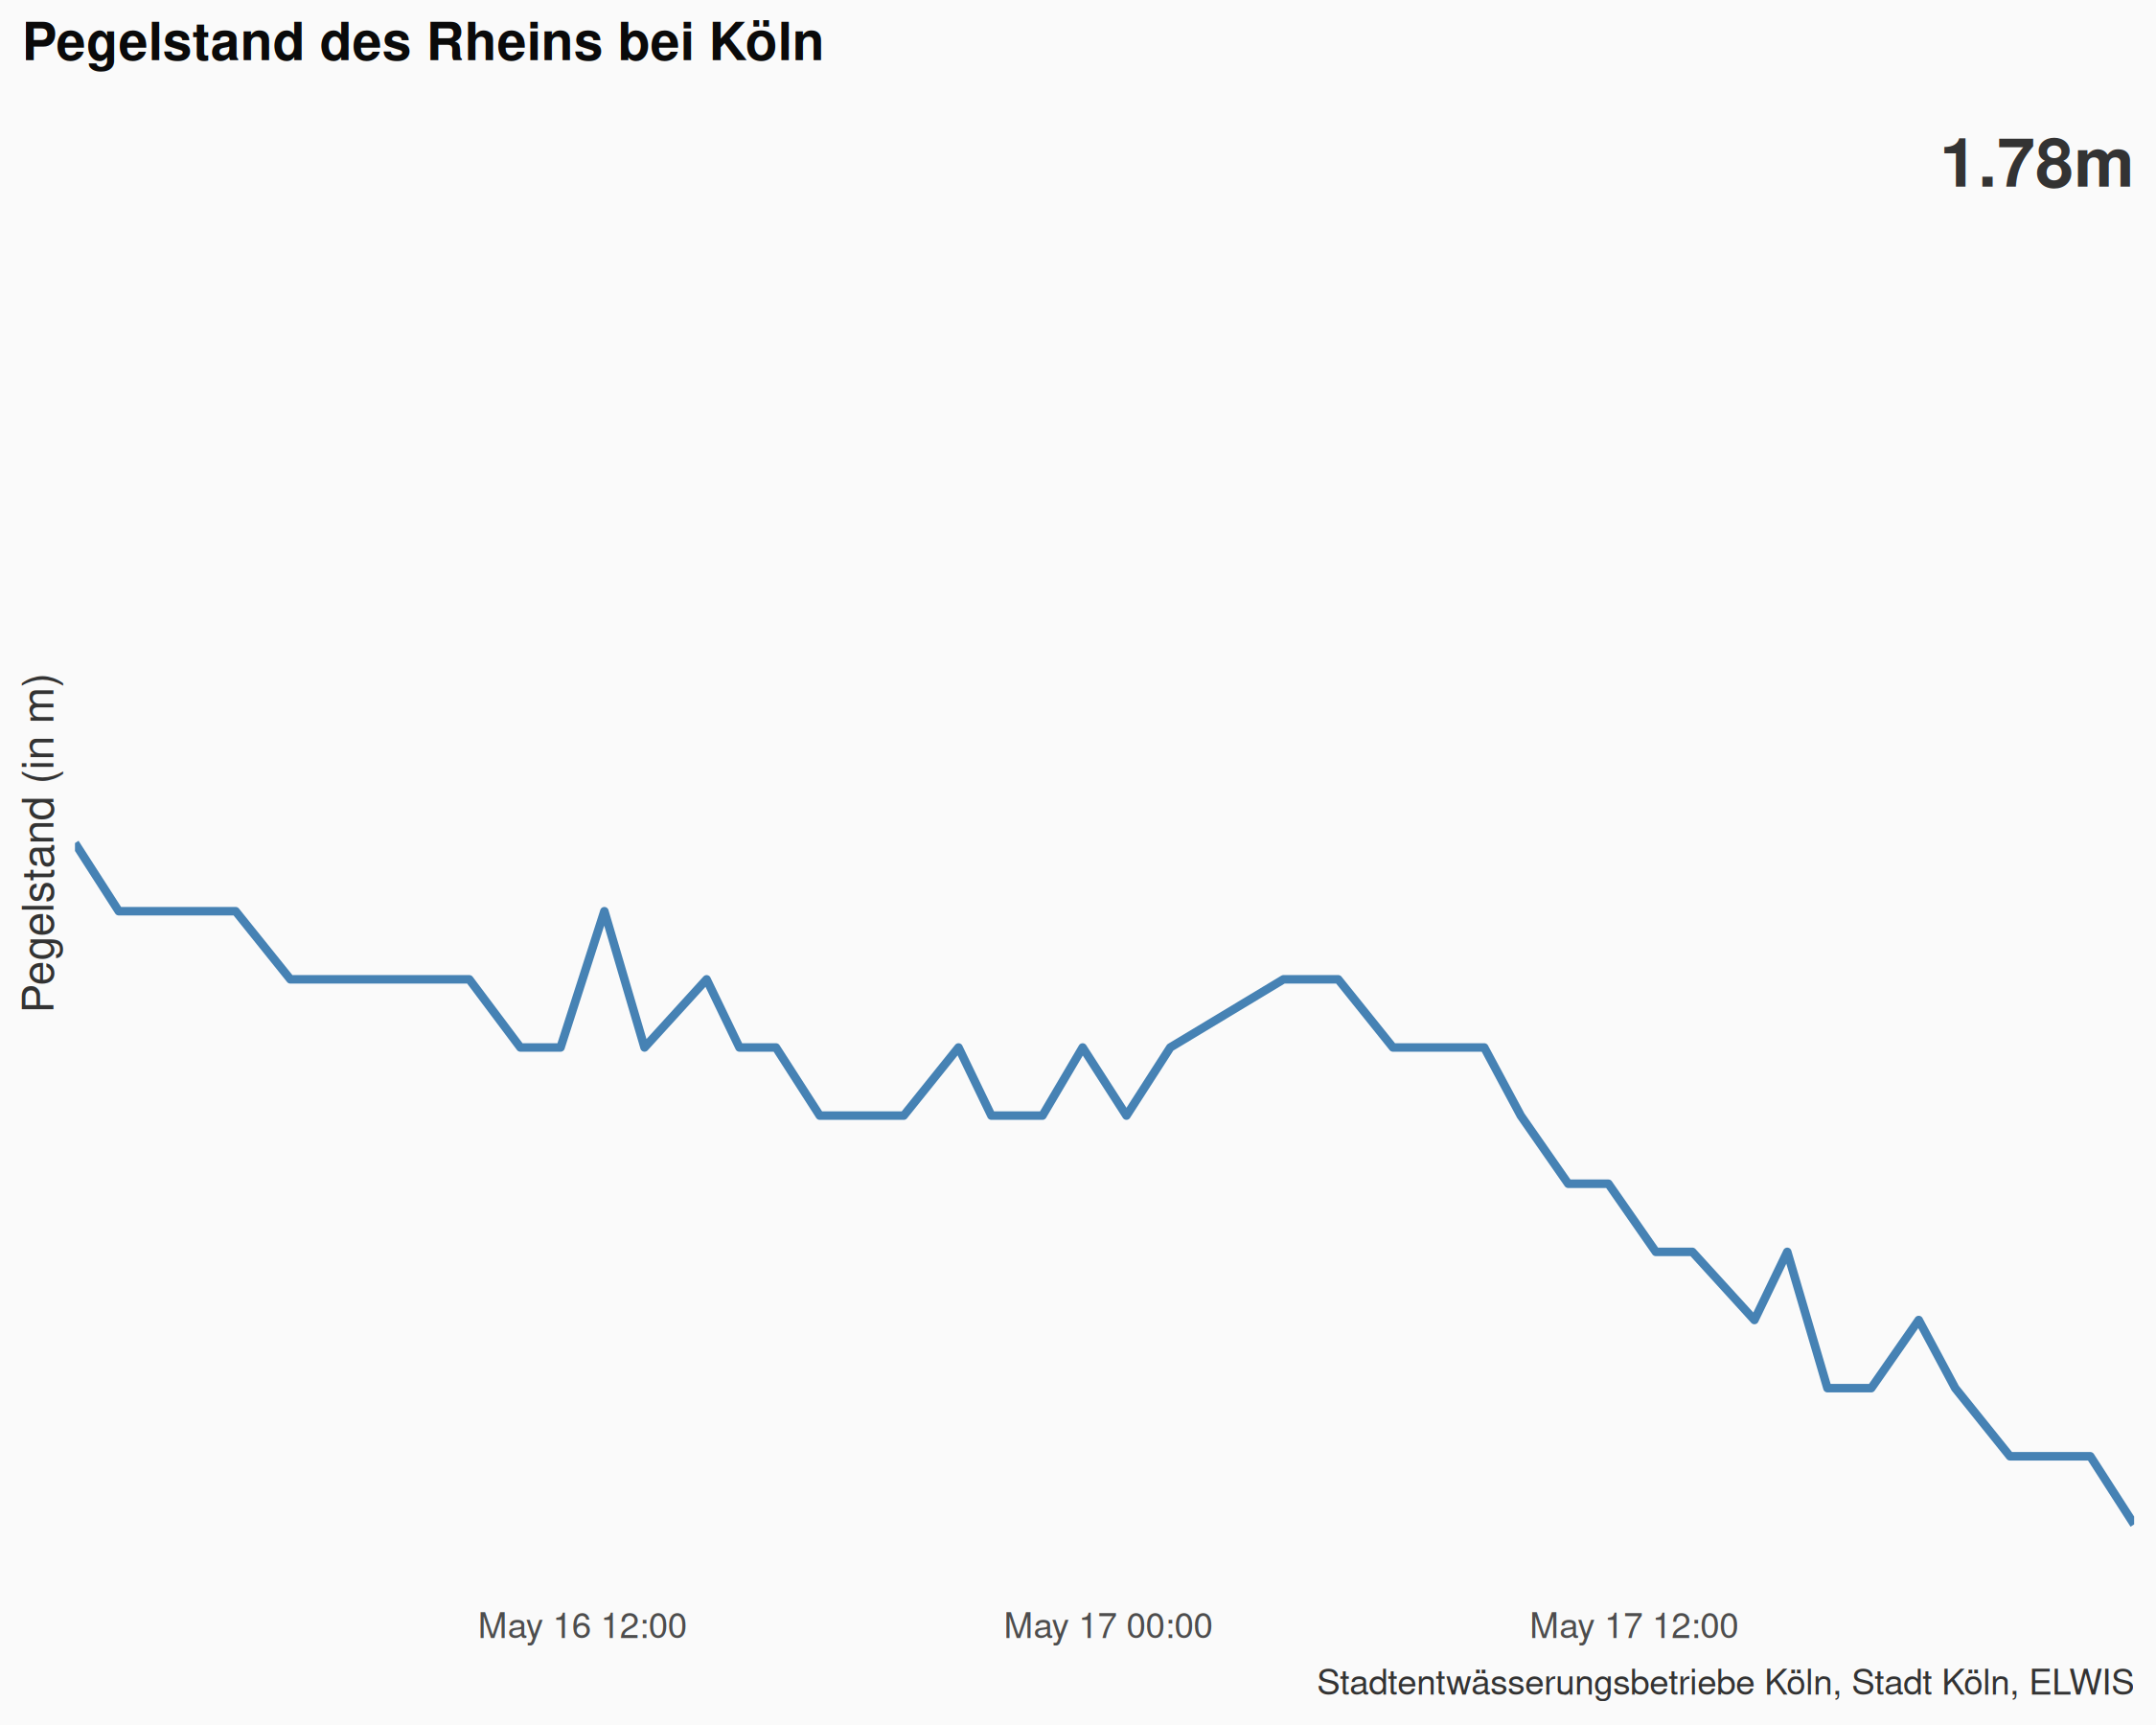 Pegelstand des Rheins bei Köln
1.78m
Pegelstand (in m)
May 16 12:00
May 17 00:00
May 17 12:00
Stadtentwässerungsbetriebe Köln, Stadt Köln, ELWIS